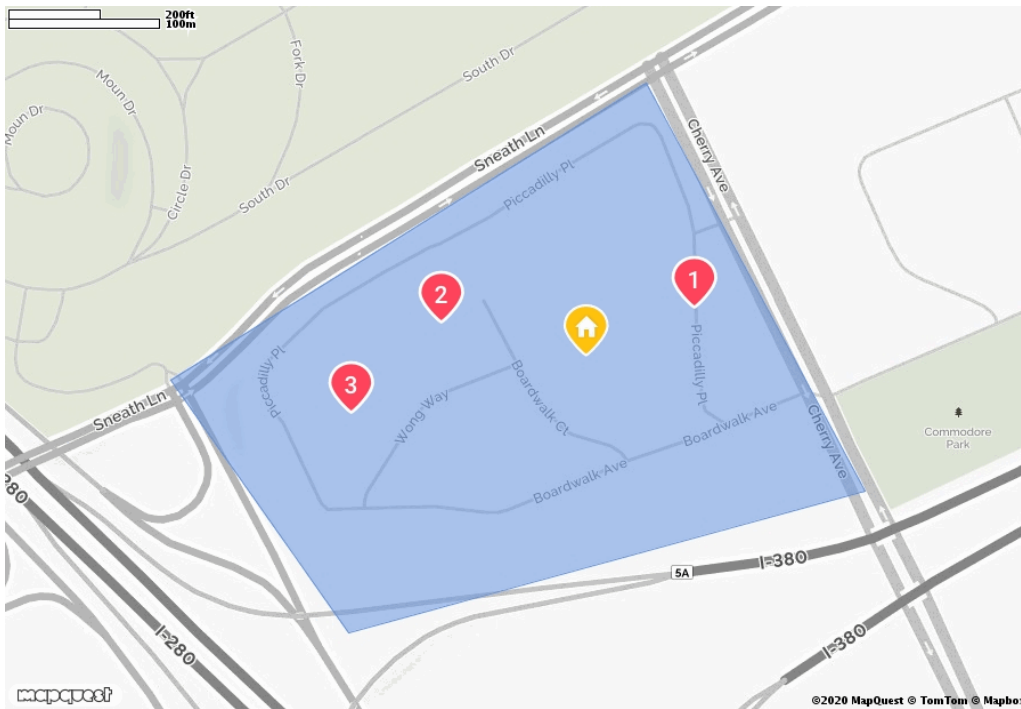 200ft
100m
Fork Dr
South Dr
Moun Dr
Moun Dr
Sneath Ln
Cherry Ave
Circle Dr
South Dr
Piccadilly Pl
1
2
3
Piccadilly Pl
Piccadilly Pl
Boardwalk Ct
Wong Way
Sneath Ln
Boardwalk Ave
Boardwalk Ave
Cherry Ave
Commodore
Park
280
I-280
5A
I-380
I-380
mapquest
©2020 MapQuest © TomTom © Mapbo